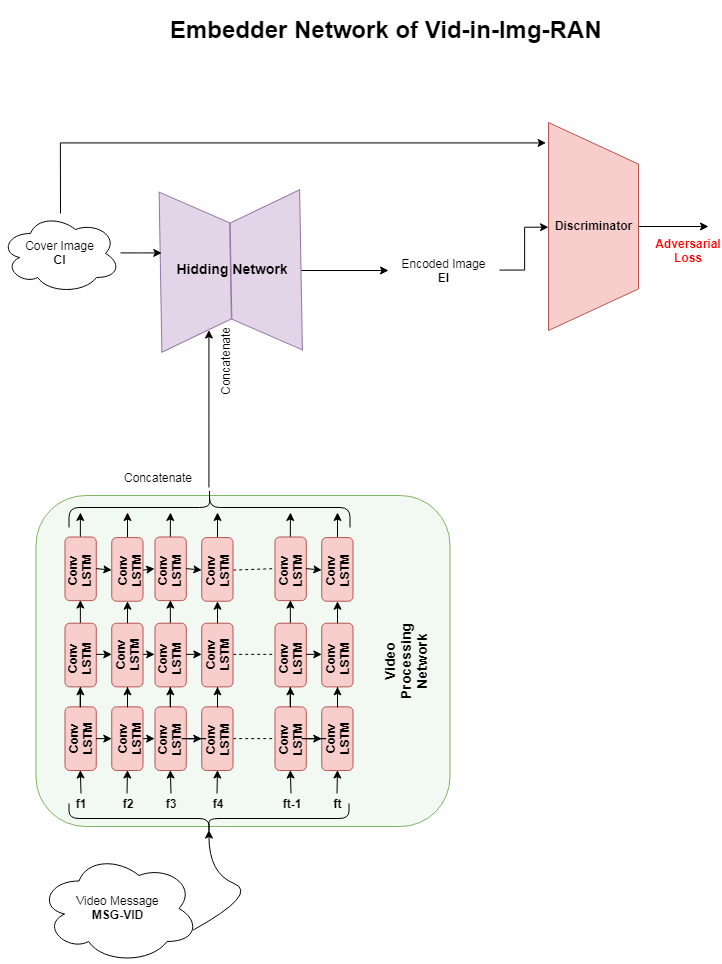 Embedder Network of Vid-in-Img-RAN
Cover Image
CI
Hidding Network
Encoded Image
EI
Discriminator
Adversarial
Loss
Concatenate
Concatenate
Conv
LSTM
Conv
LSTM
Conv
LSTM
Conv
LSTM
Conv
LSTM
Conv
LSTM
Conv
LSTM
Conv
LSTM
Conv
LSTM
Conv
LSTM
Conv
LSTM
Conv
LSTM
Conv
LSTM
Conv
LSTM
Conv
LSTM
Conv
LSTM
Conv
LSTM
Conv
LSTM
Video
Processing
Network
f1 f2 f3 f4 ft-1 ft
Video Message
MSG-VID